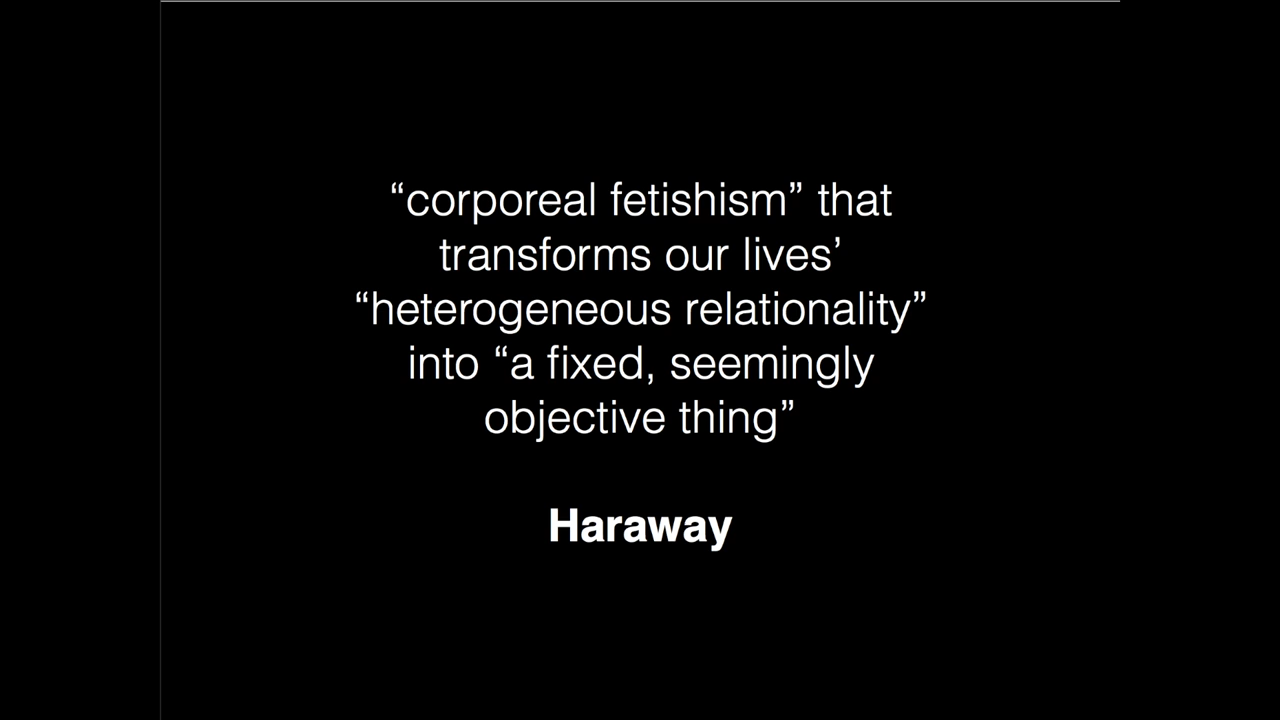 “corporeal fetishism” that
transforms our lives’
“heterogeneous relationality”
into “a fixed, seemingly
objective thing”
Haraway